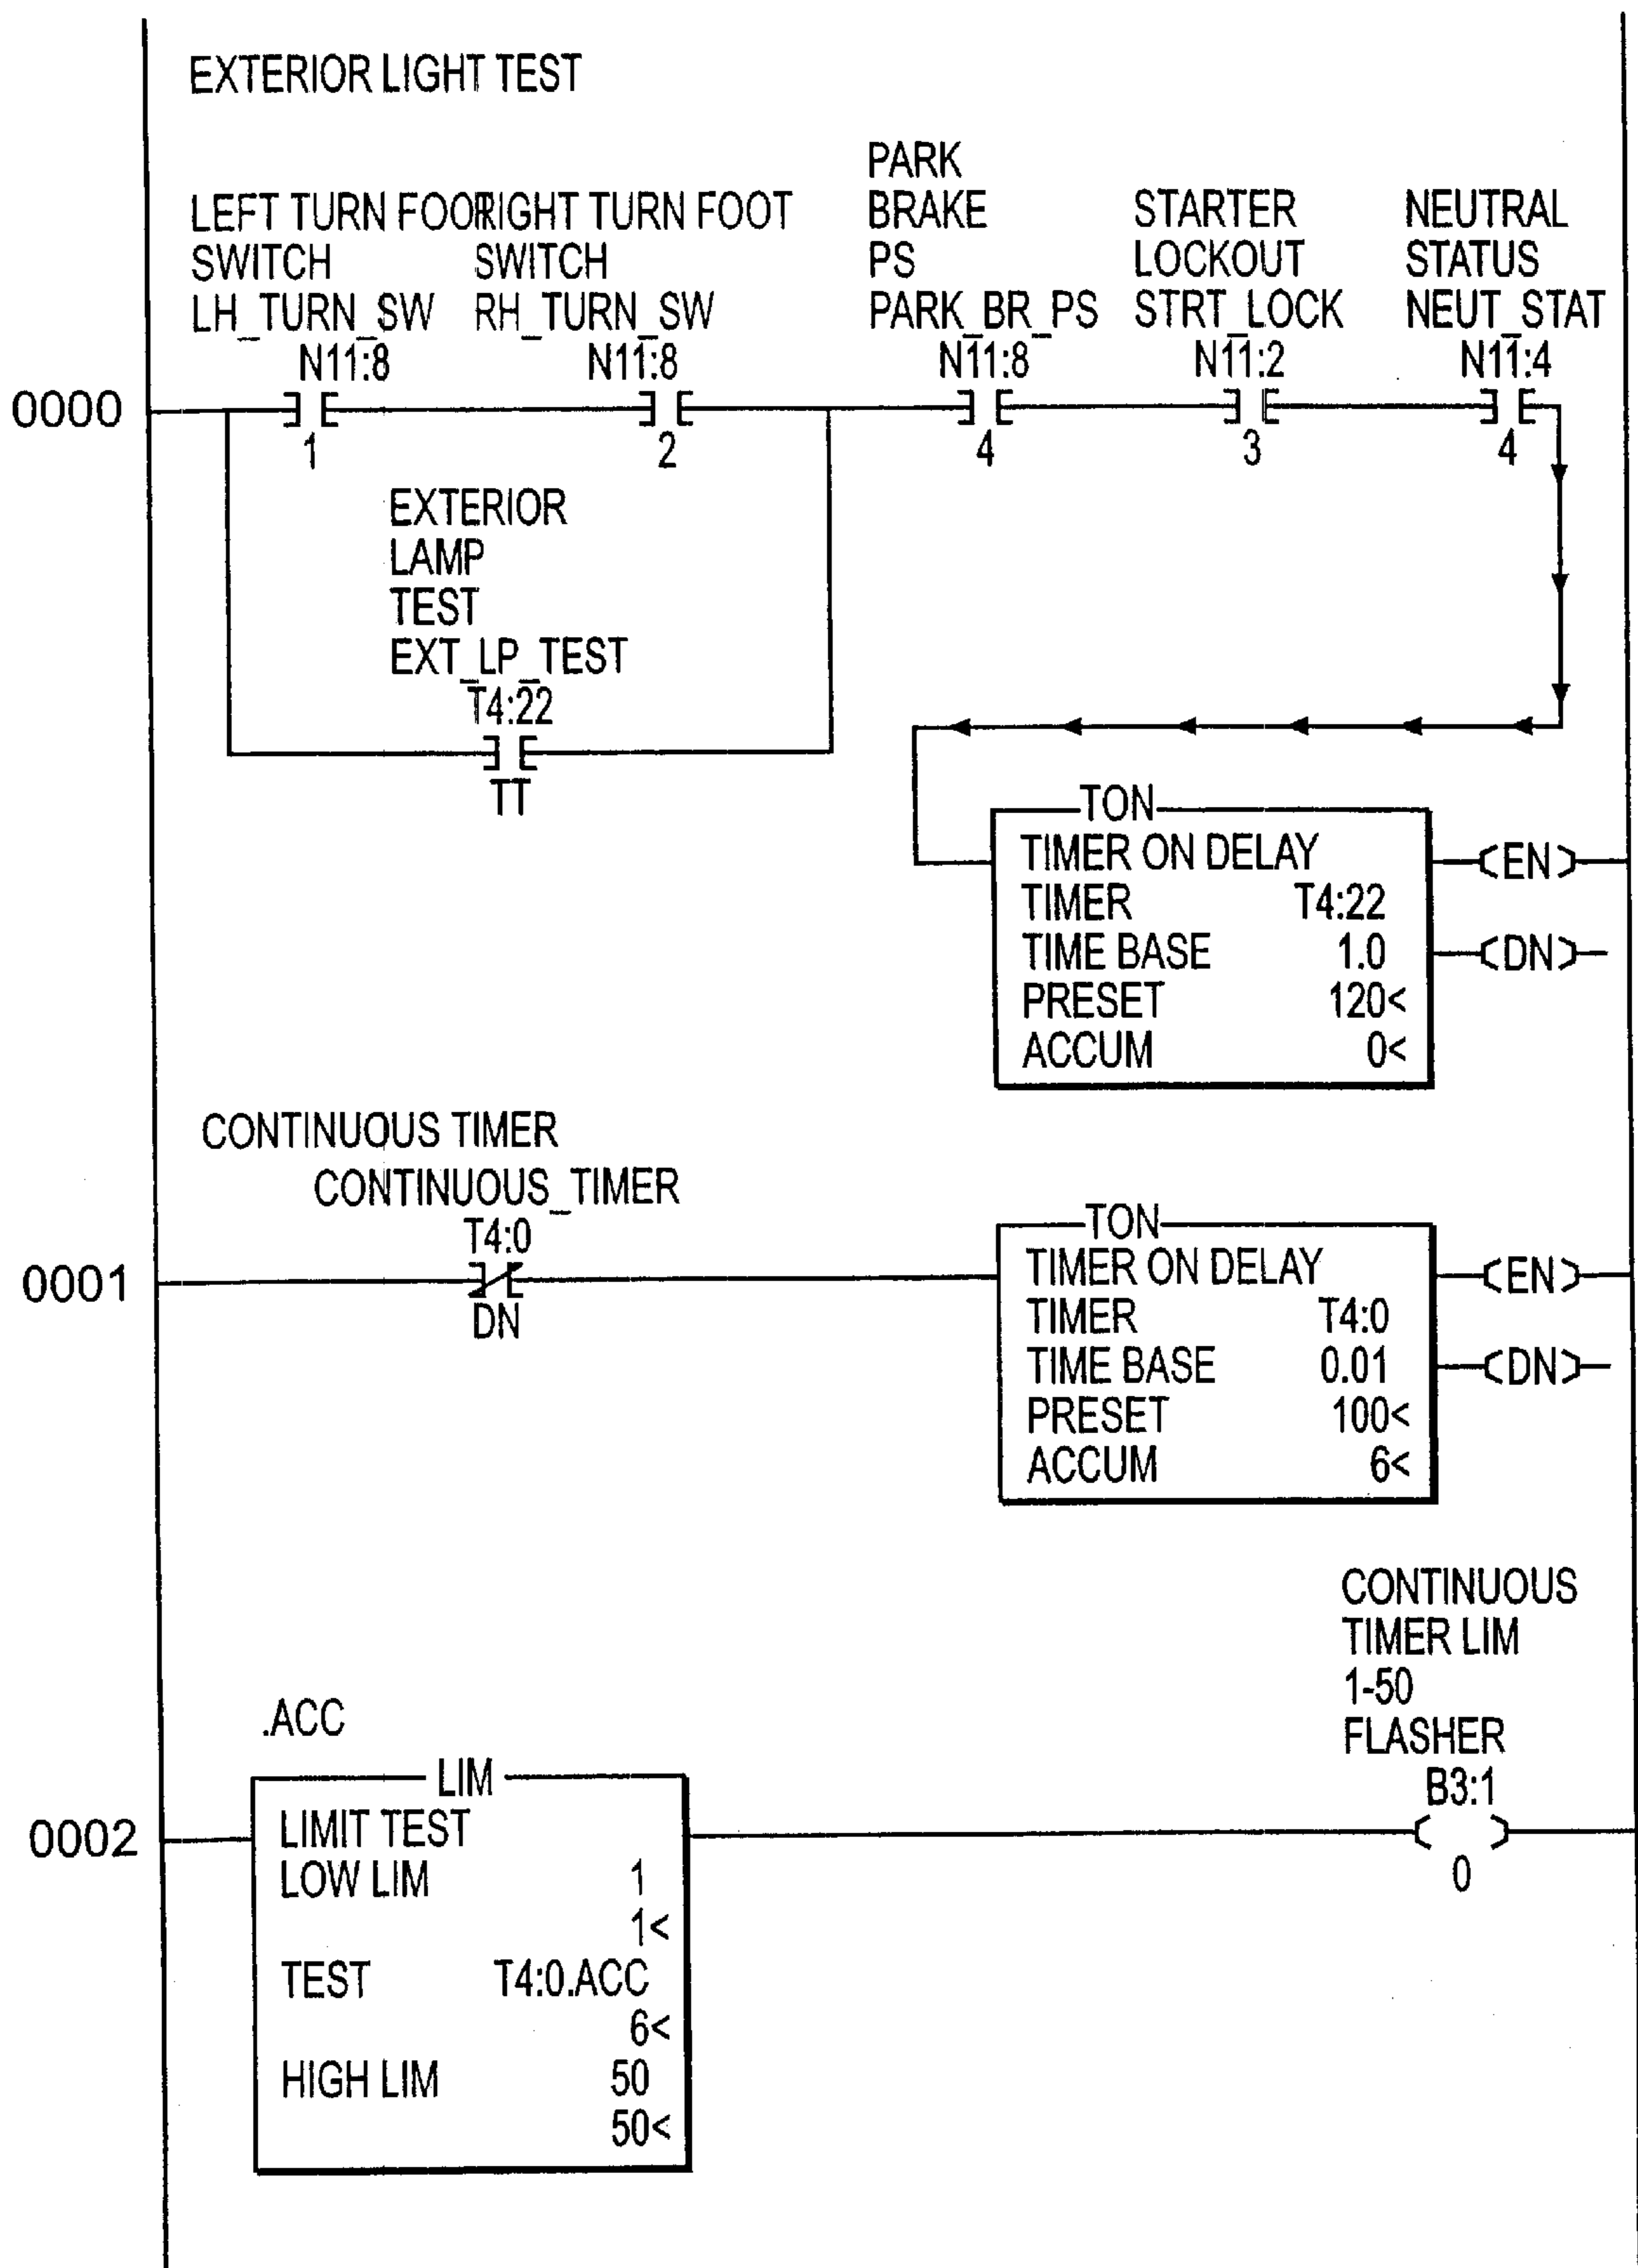 EXTERIOR LIGHT TEST
LEFT TURN FOOT
SWITCH
LH_TURN_SW
N11:8
1
RIGHT TURN FOOT
SWITCH
RH_TURN_SW
N11:8
2
PARK
BRAKE
PS
PARK_BR_PS
N11:8
4
STARTER
LOCKOUT
STRT_LOCK
N11:2
3
NEUTRAL
STATUS
NEUT_STAT
N11:4
4
0000
EXTERIOR
LAMP
TEST
EXT_LP_TEST
T4:22
TT
TON
TIMER ON DELAY
TIMER T4:22
TIME BASE 1.0
PRESET 120<
ACCUM 0<
EN
DN
CONTINUOUS TIMER
CONTINUOUS_TIMER
T4:0
DN
0001
TON
TIMER ON DELAY
TIMER T4:0
TIME BASE 0.01
PRESET 100<
ACCUM 6<
EN
DN
CONTINUOUS
TIMER LIM
1-50
FLASHER
B3:1
0
.ACC
0002
LIM
LIMIT TEST
LOW LIM 1
1<
TEST T4:0.ACC
6<
HIGH LIM 50
50<